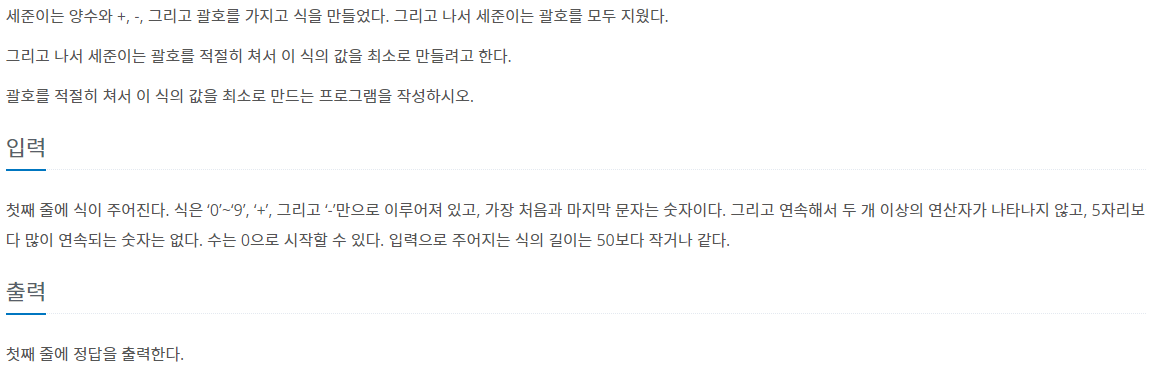 세준이는 양수와 +, -, 그리고 괄호를 가지고 식을 만들었다. 그리고 나서 세준이는 괄호를 모두 지웠다.
그리고 나서 세준이는 괄호를 적절히 쳐서 이 식의 값을 최소로 만들려고 한다.
괄호를 적절히 쳐서 이 식의 값을 최소로 만드는 프로그램을 작성하시오.
입력
첫째 줄에 식이 주어진다. 식은 ‘0’~‘9’, ‘+’, 그리고 ‘-’만으로 이루어져 있고, 가장 처음과 마지막 문자는 숫자이다. 그리고 연속해서 두 개 이상의 연산자가 나타나지 않고, 5자리보
다 많이 연속되는 숫자는 없다. 수는 0으로 시작할 수 있다. 입력으로 주어지는 식의 길이는 50보다 작거나 같다.
출력
첫째 줄에 정답을 출력한다.